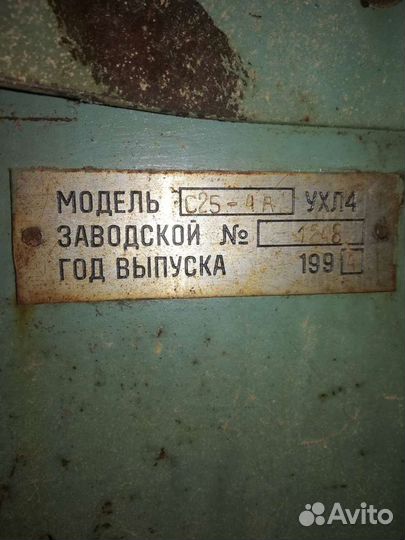 МОДЕЛЬ С25-4А УХЛ4
ЗАВОДСКОЙ №
ГОД ВЫПУСКА 199
Avito